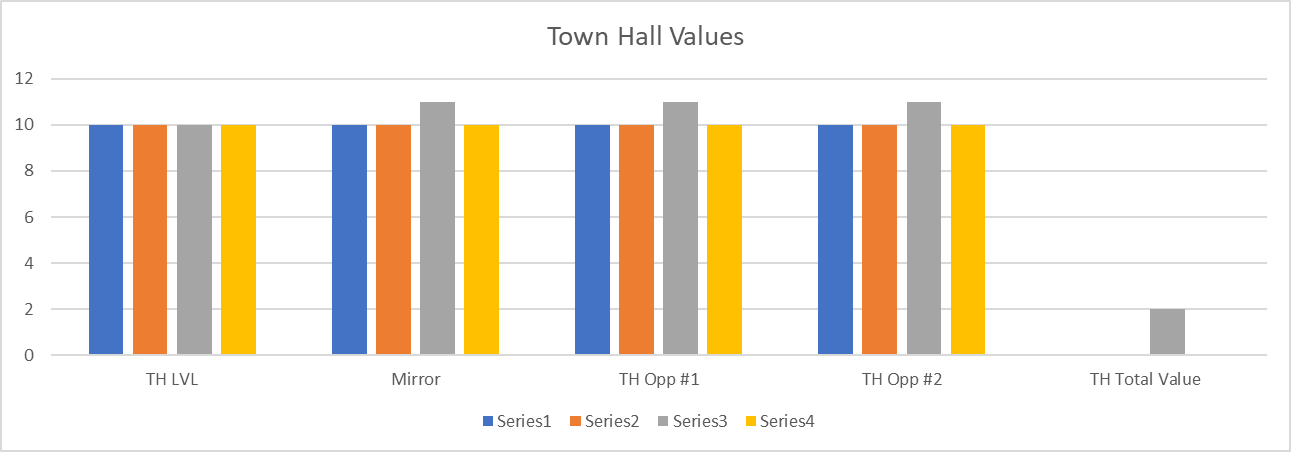 Town Hall Values
12
10
8
6
4
2
0
TH LVL Mirror TH Opp #1 TH Opp #2 TH Total Value
Series1 Series2 Series3 Series4